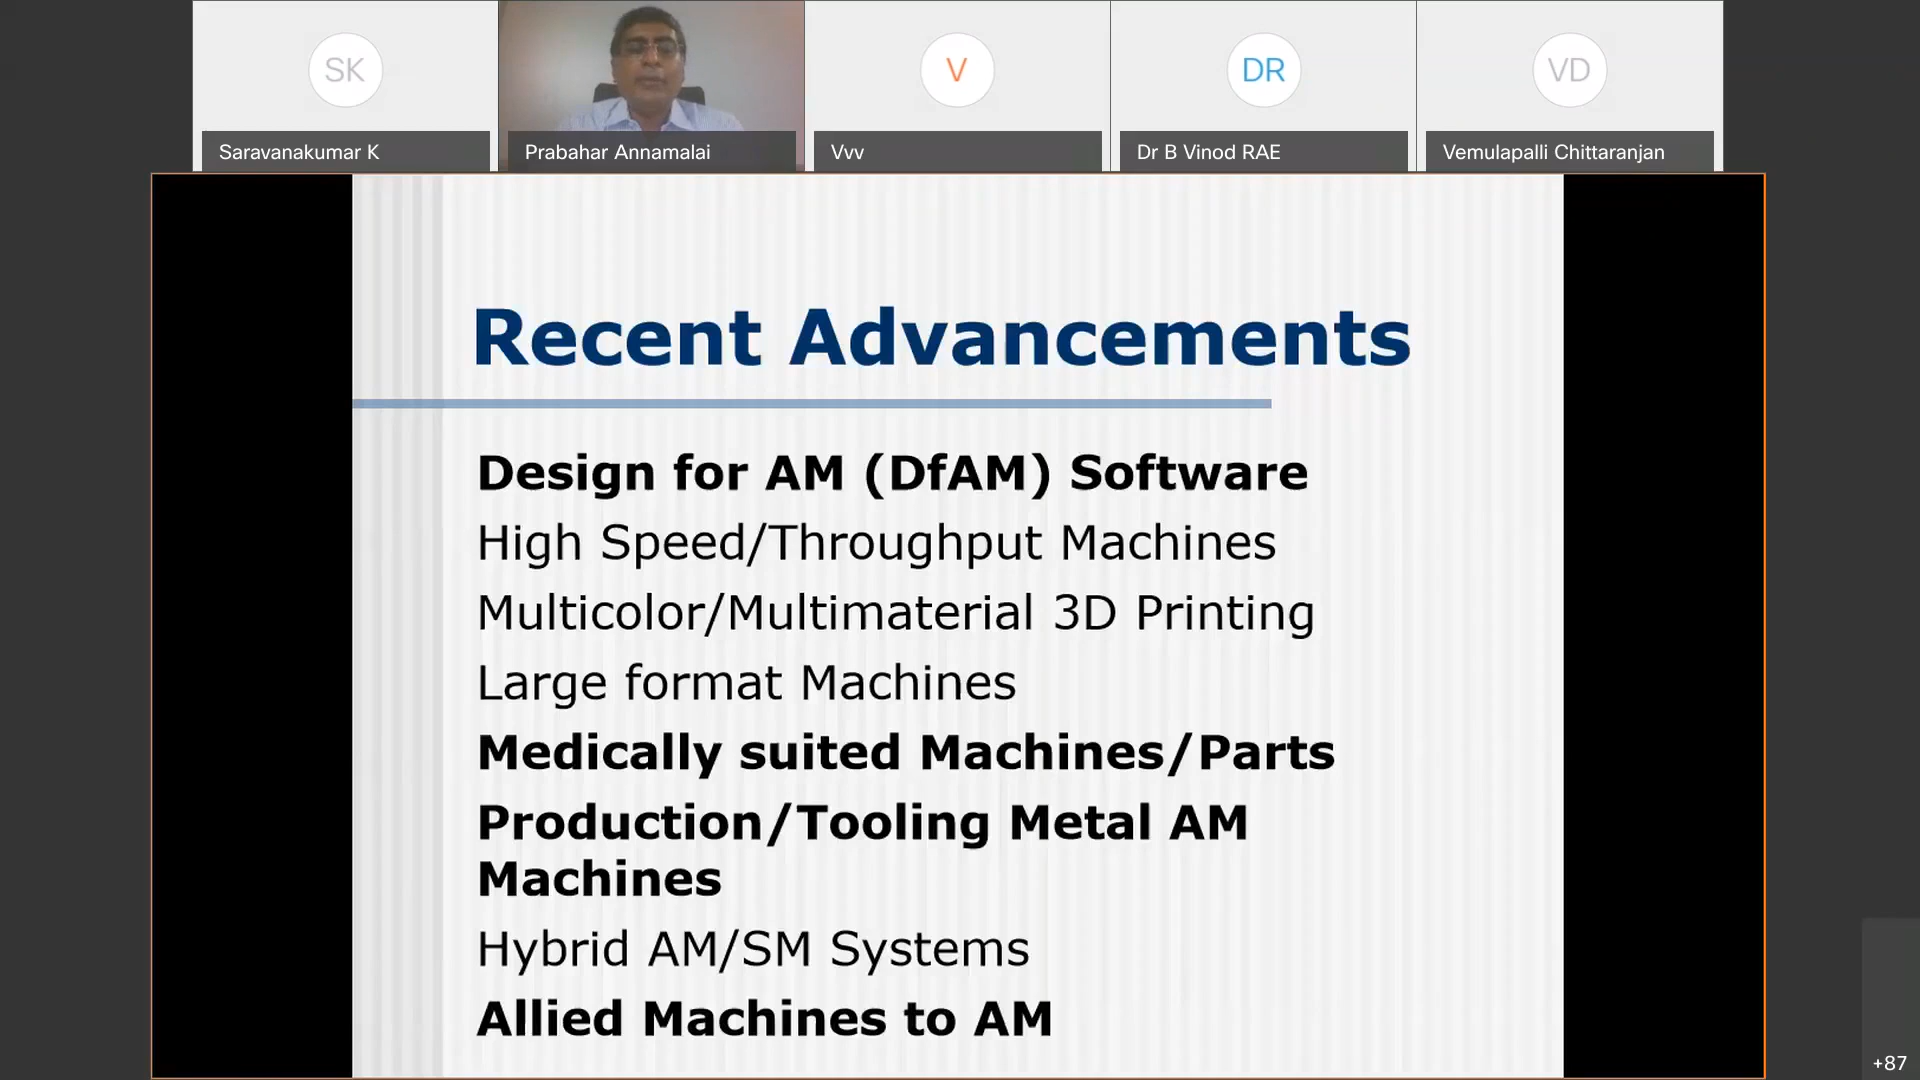 SK
V
DR
VD
Saravanakumar K
Prabahar Annamalai
Vvv
Dr B Vinod RAE
Vemulapalli Chittaranjan
Recent Advancements
Design for AM (DfAM) Software
High Speed/Throughput Machines
Multicolor/Multimaterial 3D Printing
Large format Machines
Medically suited Machines/Parts
Production/Tooling Metal AM
Machines
Hybrid AM/SM Systems
Allied Machines to AM
+87